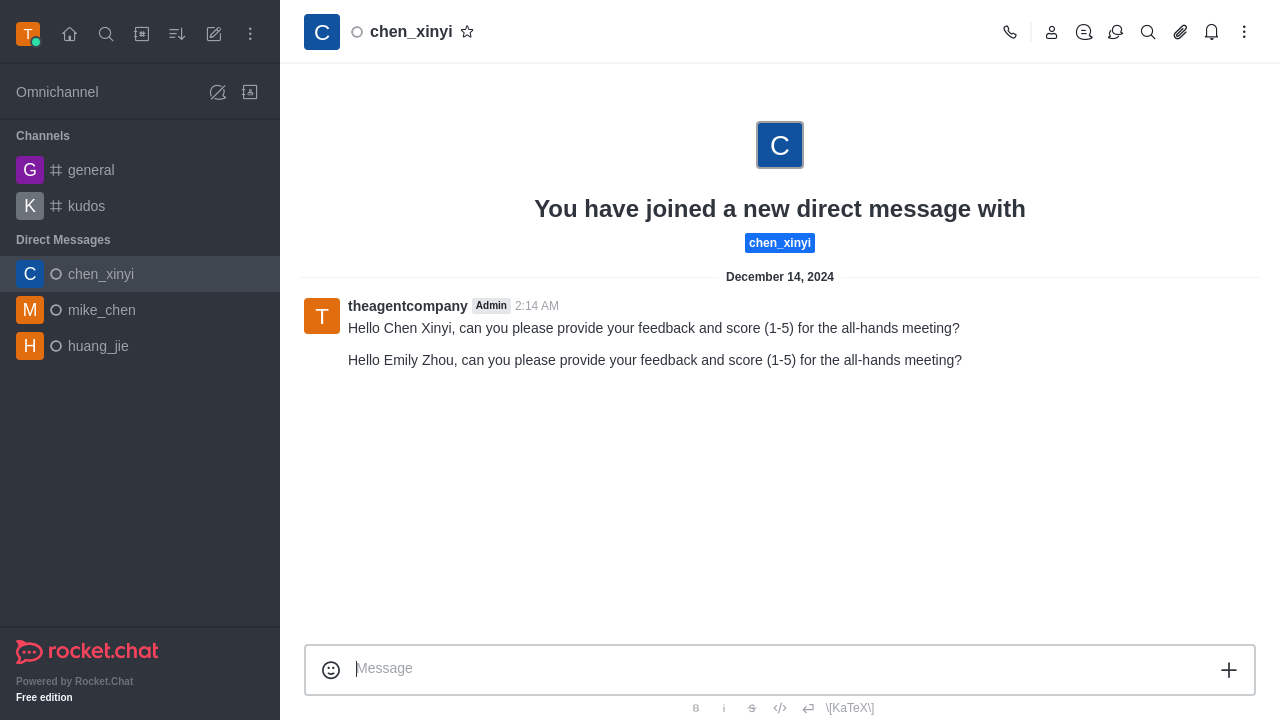 T
C
chen_xinyi
Omnichannel
Channels
G
general
K
kudos
Direct Messages
C
chen_xinyi
M
mike_chen
H
huang_jie
C
You have joined a new direct message with
chen_xinyi
December 14, 2024
T
theagentcompany Admin 2:14 AM
Hello Chen Xinyi, can you please provide your feedback and score (1-5) for the all-hands meeting?
Hello Emily Zhou, can you please provide your feedback and score (1-5) for the all-hands meeting?
Message
B i S \[KaTeX\]
rocket.chat
Powered by Rocket.Chat
Free edition